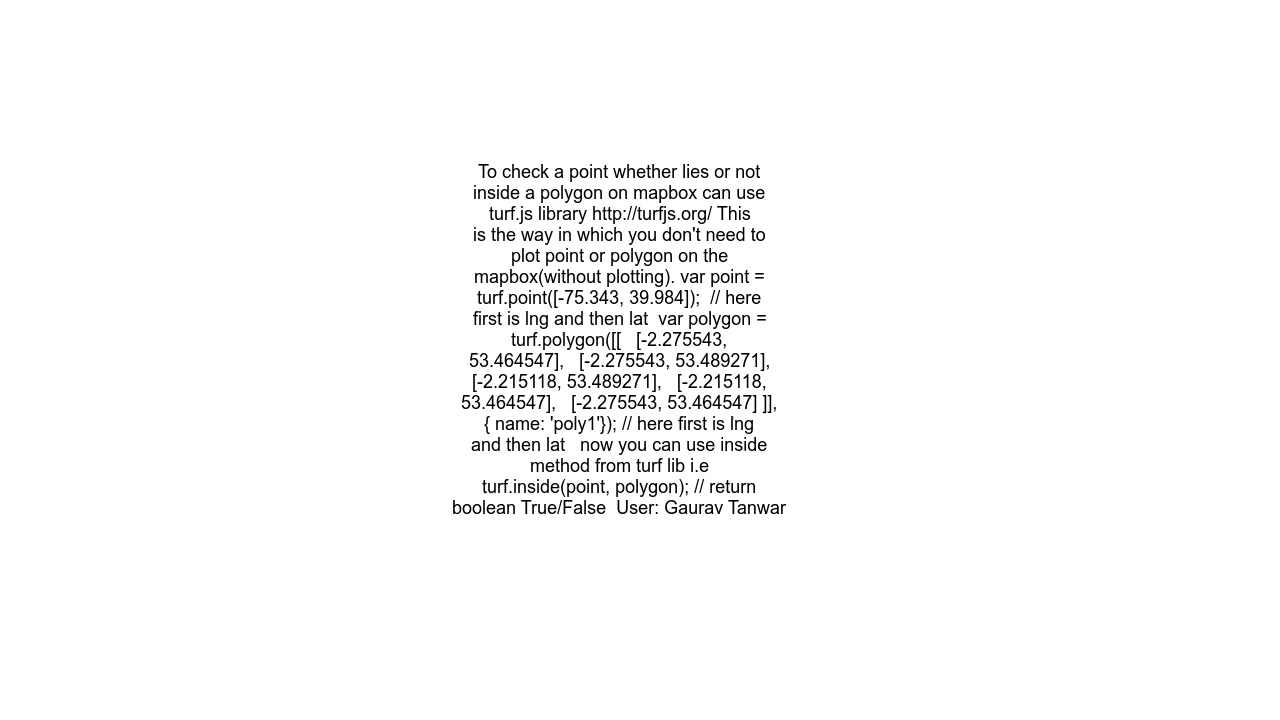 To check a point whether lies or not
inside a polygon on mapbox can use
turf.js library http://turfjs.org/ This
is the way in which you don't need to
plot point or polygon on the
mapbox(without plotting). var point =
turf.point([-75.343, 39.984]);  // here
first is lng and then lat  var polygon =
turf.polygon([[   [-2.275543,
53.464547],   [-2.275543, 53.489271],
[-2.215118, 53.489271],   [-2.215118,
53.464547],   [-2.275543, 53.464547] ]],
{ name: 'poly1'}); // here first is lng
and then lat   now you can use inside
method from turf lib i.e
turf.inside(point, polygon); // return
boolean True/False  User: Gaurav Tanwar